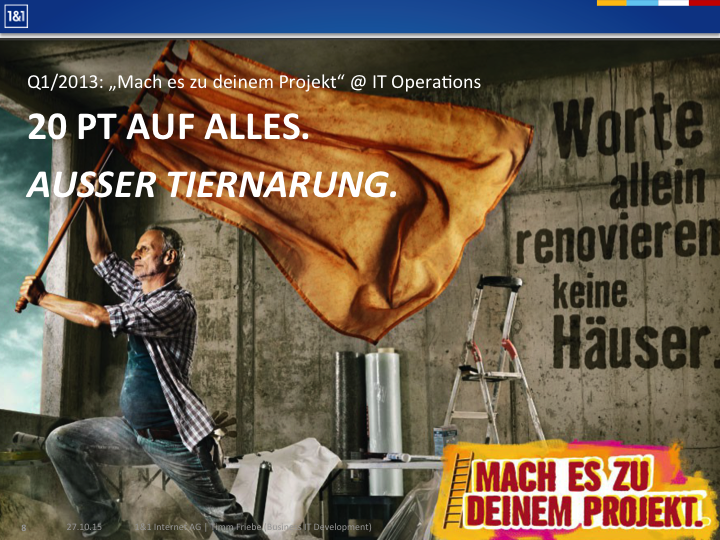 1&1
Q1/2013: „Mach es zu deinem Projekt“ @ IT Operations
20 PT AUF ALLES.
AUSSER TIERNARUNG.
Worte
allein
renovieren
keine
Häuser.
MACH ES ZU
DEINEM PROJEKT.
8 27.10.15 1&1 Internet AG | Timm Friebe (Business IT Development)